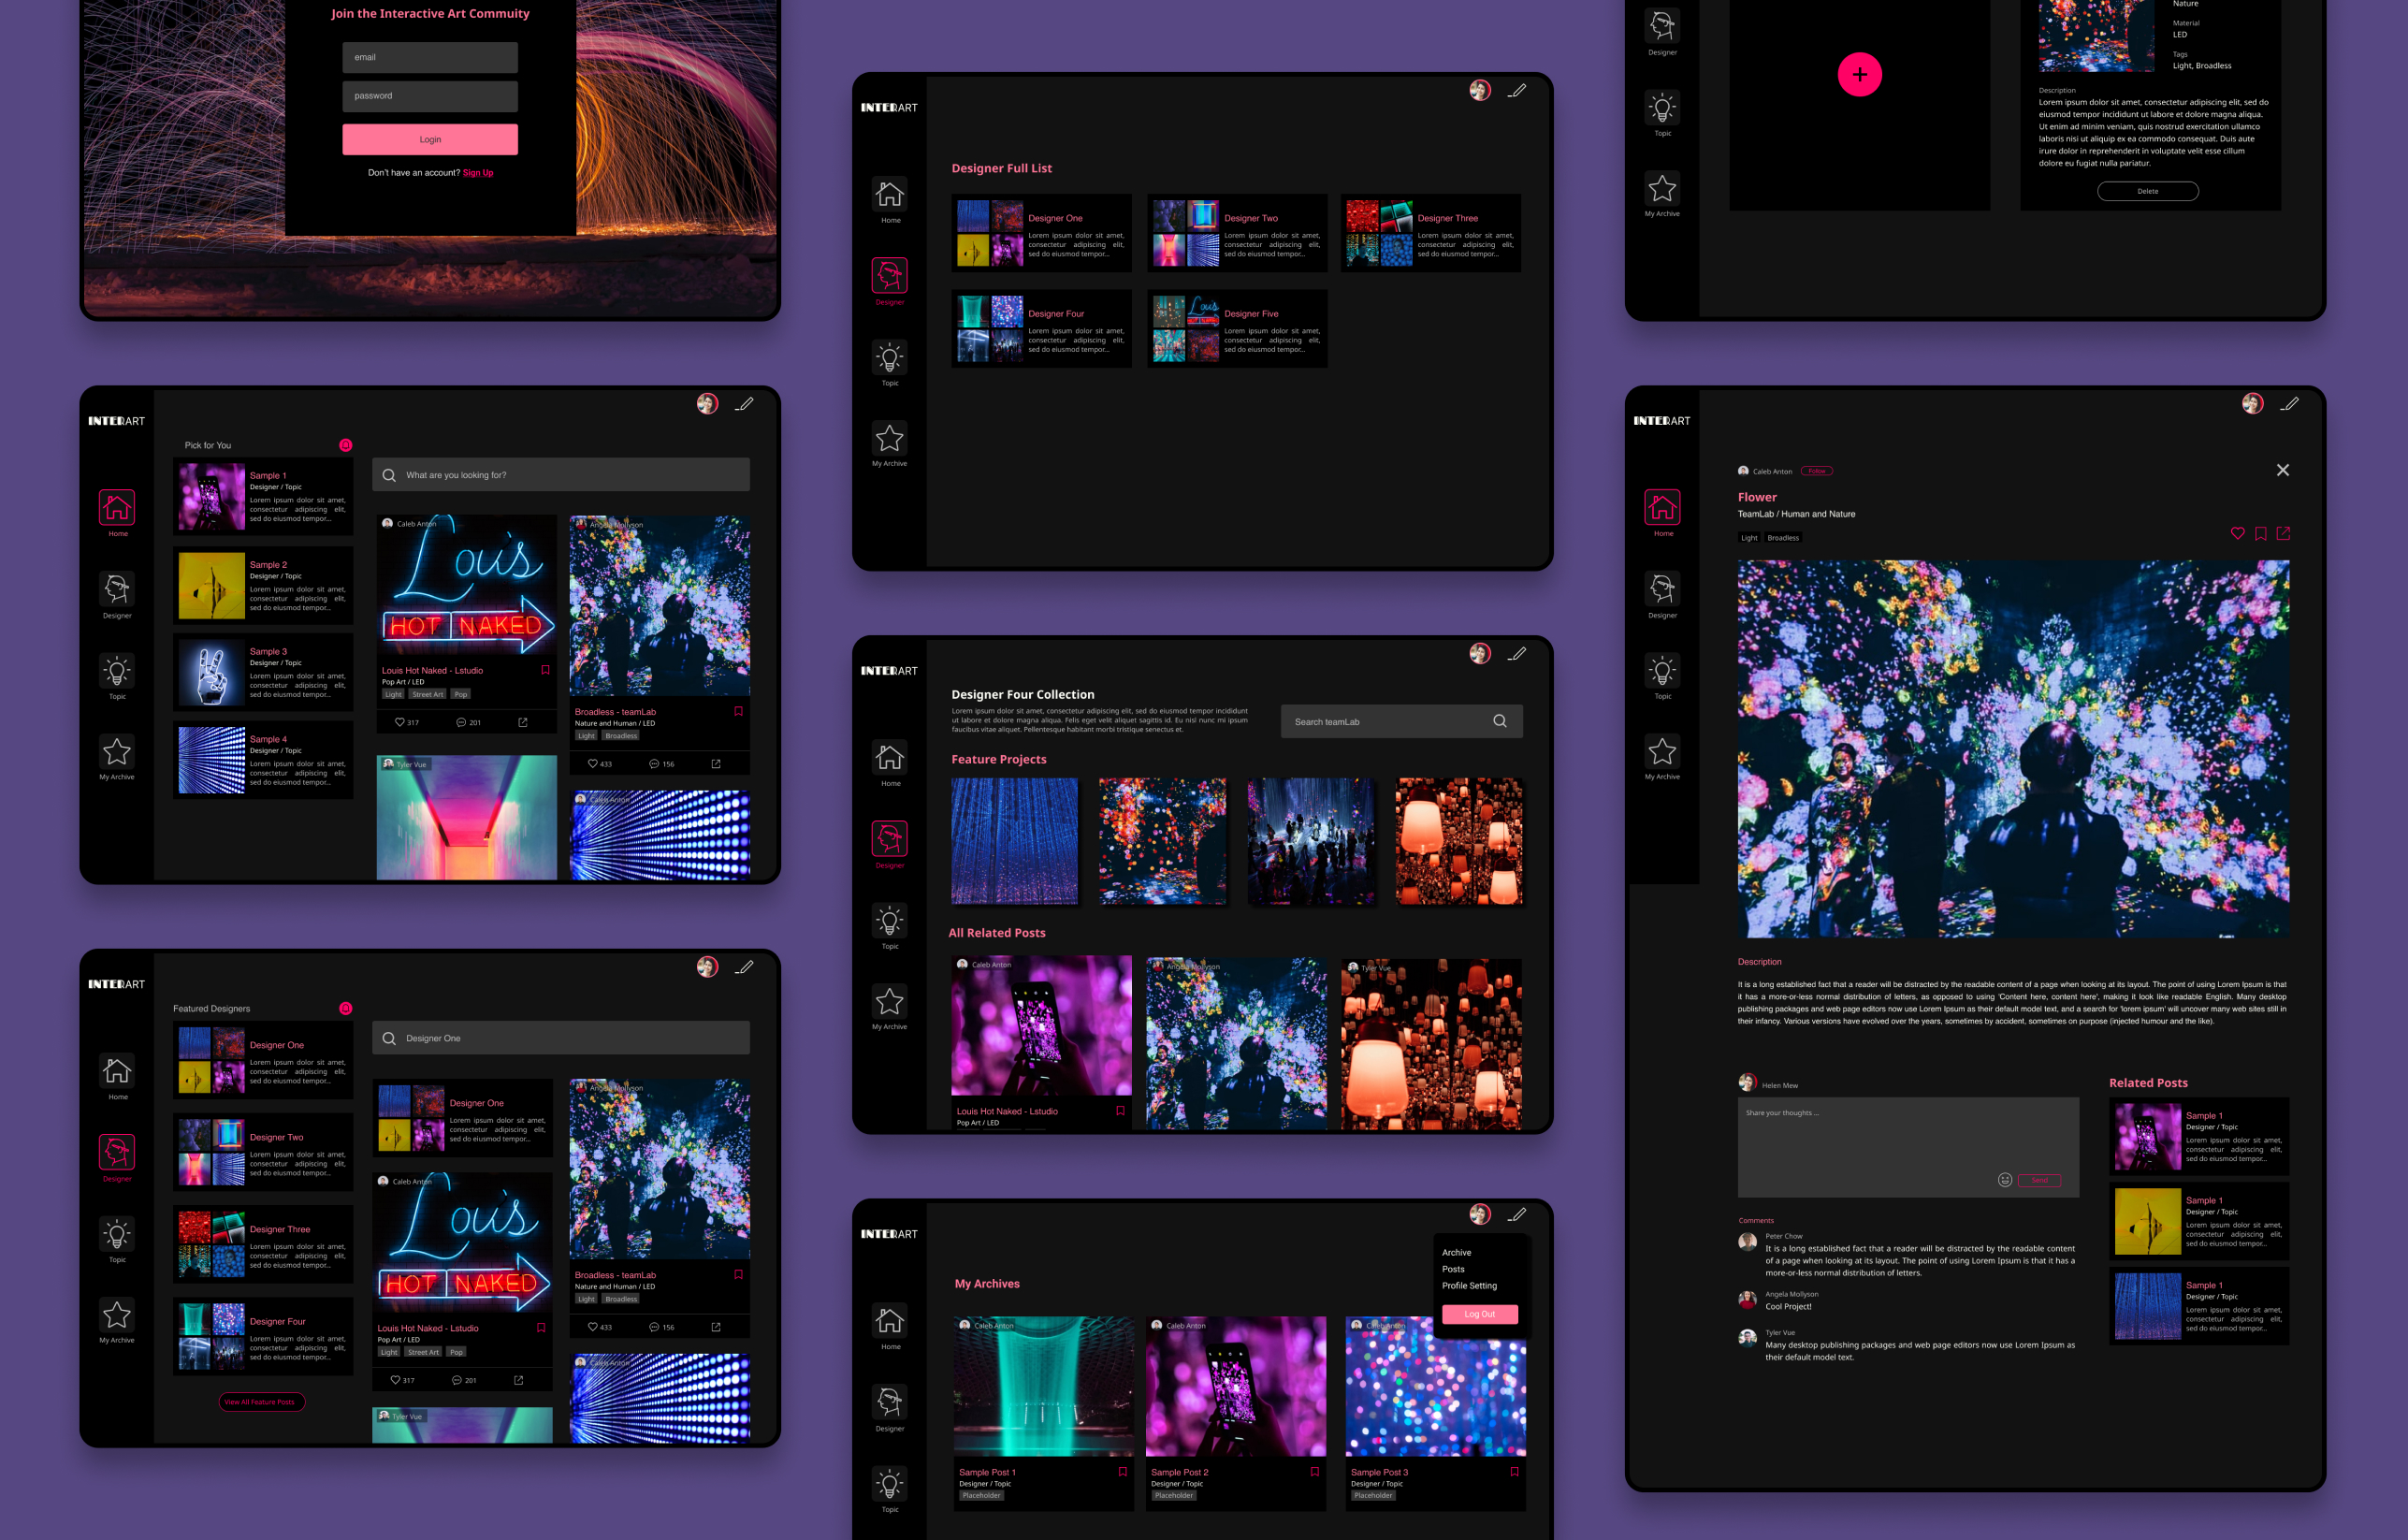 Join the Interactive Art Commuity
email
password
Login
Don't have an account? Sign Up
INTERART
Pick for You
Sample 1
Designer / Topic
Lorem ipsum dolor sit amet,
consectetur adipiscing elit,
sed do eiusmod tempor...
Sample 2
Designer / Topic
Lorem ipsum dolor sit amet,
consectetur adipiscing elit,
sed do eiusmod tempor...
Sample 3
Designer / Topic
Lorem ipsum dolor sit amet,
consectetur adipiscing elit,
sed do eiusmod tempor...
Sample 4
Designer / Topic
Lorem ipsum dolor sit amet,
consectetur adipiscing elit,
sed do eiusmod tempor...
Home
Designer
Topic
My Archive
What are you looking for?
Caleb Anton
Louis
HOT NAKED
Louis Hot Naked - Lstudio
Pop Art / LED
Light Street Art Pop
317 201
Tyler Vue
Angela Mollyson
Broadless - teamLab
Nature and Human / LED
Light Broadless
433 156
Caleb Anton
INTERART
Featured Designers
Designer One
Lorem ipsum dolor sit amet,
consectetur adipiscing elit,
sed do eiusmod tempor...
Designer Two
Lorem ipsum dolor sit amet,
consectetur adipiscing elit,
sed do eiusmod tempor...
Designer Three
Lorem ipsum dolor sit amet,
consectetur adipiscing elit,
sed do eiusmod tempor...
Designer Four
Lorem ipsum dolor sit amet,
consectetur adipiscing elit,
sed do eiusmod tempor...
View All Feature Posts
Home
Designer
Topic
My Archive
Designer One
Designer One
Lorem ipsum dolor sit amet,
consectetur adipiscing elit,
sed do eiusmod tempor...
Caleb Anton
Louis
HOT NAKED
Louis Hot Naked - Lstudio
Pop Art / LED
Light Street Art Pop
317 201
Tyler Vue
Angela Mollyson
Broadless - teamLab
Nature and Human / LED
Light Broadless
433 156
Caleb Anton
INTERART
Home
Designer
Topic
My Archive
Designer Full List
Designer One
Lorem ipsum dolor sit amet,
consectetur adipiscing elit,
sed do eiusmod tempor...
Designer Two
Lorem ipsum dolor sit amet,
consectetur adipiscing elit,
sed do eiusmod tempor...
Designer Three
Lorem ipsum dolor sit amet,
consectetur adipiscing elit,
sed do eiusmod tempor...
Designer Four
Lorem ipsum dolor sit amet,
consectetur adipiscing elit,
sed do eiusmod tempor...
Designer Five
Lorem ipsum dolor sit amet,
consectetur adipiscing elit,
sed do eiusmod tempor...
Louis
INTERART
Home
Designer
Topic
My Archive
Designer Four Collection
Lorem ipsum dolor sit amet, consectetur adipiscing elit, sed do eiusmod tempor incididunt
ut labore et dolore magna aliqua. Felis eget velit aliquet sagittis id. Eu nisl nunc mi ipsum
faucibus vitae aliquet. Pellentesque habitant morbi tristique senectus et.
Search teamLab
Feature Projects
All Related Posts
Caleb Anton
Louis Hot Naked - Lstudio
Pop Art / LED
Angela Mollyson
Tyler Vue
INTERART
Home
Designer
Topic
My Archives
Archive
Posts
Profile Setting
Log Out
Caleb Anton
Sample Post 1
Designer / Topic
Placeholder
Caleb Anton
Sample Post 2
Designer / Topic
Placeholder
Caleb Anton
Sample Post 3
Designer / Topic
Placeholder
Designer
Topic
My Archive
Nature
Material
LED
Tags
Light, Broadless
Description
Lorem ipsum dolor sit amet, consectetur adipiscing elit, sed do
eiusmod tempor incididunt ut labore et dolore magna aliqua.
Ut enim ad minim veniam, quis nostrud exercitation ullamco
laboris nisi ut aliquip ex ea commodo consequat. Duis aute
irure dolor in reprehenderit in voluptate velit esse cillum
dolore eu fugiat nulla pariatur.
Delete
INTERART
Home
Designer
Topic
My Archive
Caleb Anton Follow
Flower
TeamLab / Human and Nature
Light Broadless
Description
It is a long established fact that a reader will be distracted by the readable content of a page when looking at its layout. The point of using Lorem Ipsum is that
it has a more-or-less normal distribution of letters, as opposed to using 'Content here, content here', making it look like readable English. Many desktop
publishing packages and web page editors now use Lorem Ipsum as their default model text, and a search for 'lorem ipsum' will uncover many web sites still in
their infancy. Various versions have evolved over the years, sometimes by accident, sometimes on purpose (injected humour and the like).
Helen Mew
Share your thoughts ...
Send
Comments
Peter Chow
It is a long established fact that a reader will be distracted by the readable content
of a page when looking at its layout. The point of using Lorem Ipsum is that it has a
more-or-less normal distribution of letters.
Angela Mollyson
Cool Project!
Tyler Vue
Many desktop publishing packages and web page editors now use Lorem Ipsum as
their default model text.
Related Posts
Sample 1
Designer / Topic
Lorem ipsum dolor sit amet,
consectetur adipiscing elit,
sed do eiusmod tempor...
Sample 1
Designer / Topic
Lorem ipsum dolor sit amet,
consectetur adipiscing elit,
sed do eiusmod tempor...
Sample 1
Designer / Topic
Lorem ipsum dolor sit amet,
consectetur adipiscing elit,
sed do eiusmod tempor...